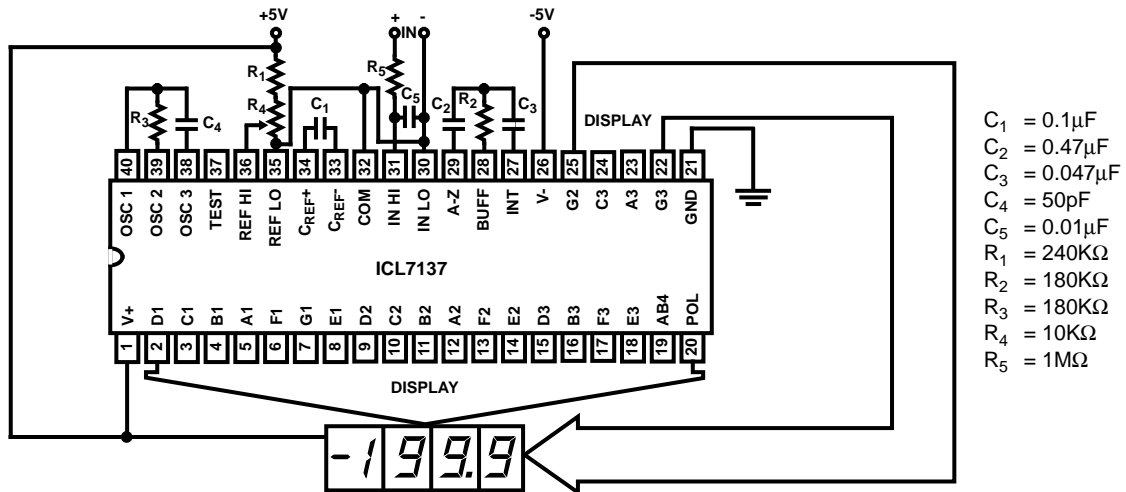 +5V
+ IN -
-5V
R1
R5
R4
C5
R3
C4
C1
C2
R2
C3
DISPLAY
40 39 38 37 36 35 34 33 32 31 30 29 28 27 26 25 24 23 22 21
OSC 1
OSC 2
OSC 3
TEST
REF HI
REF LO
CREF+
CREF-
COM
IN HI
IN LO
A-Z
BUFF
INT
V-
G2
C3
A3
G3
GND
ICL7137
V+
D1
C1
B1
A1
F1
G1
E1
D2
C2
B2
A2
F2
E2
D3
B3
F3
E3
AB4
POL
1 2 3 4 5 6 7 8 9 10 11 12 13 14 15 16 17 18 19 20
DISPLAY
-199.9
C1 = 0.1μF
C2 = 0.47μF
C3 = 0.047μF
C4 = 50pF
C5 = 0.01μF
R1 = 240KΩ
R2 = 180KΩ
R3 = 180KΩ
R4 = 10KΩ
R5 = 1MΩ